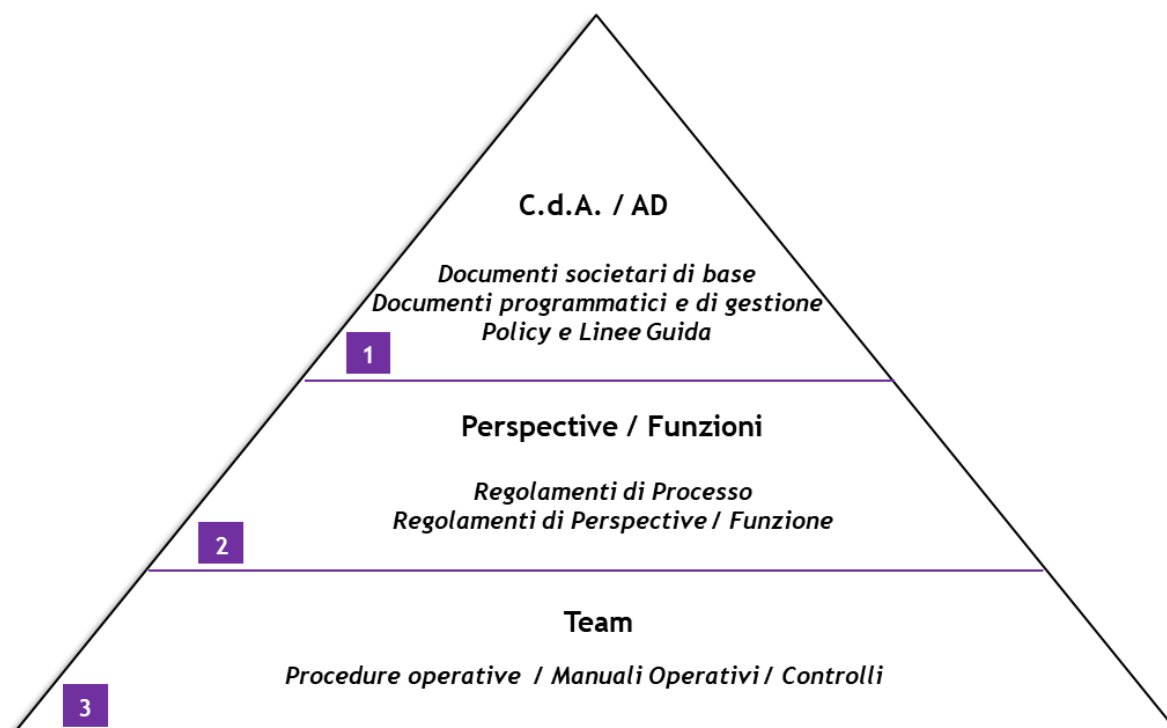 C.d.A. / AD
Documenti societari di base
Documenti programmatici e di gestione
Policy e Linee Guida
1
Perspective / Funzioni
Regolamenti di Processo
Regolamenti di Perspective / Funzione
2
Team
Procedure operative / Manuali Operativi / Controlli
3